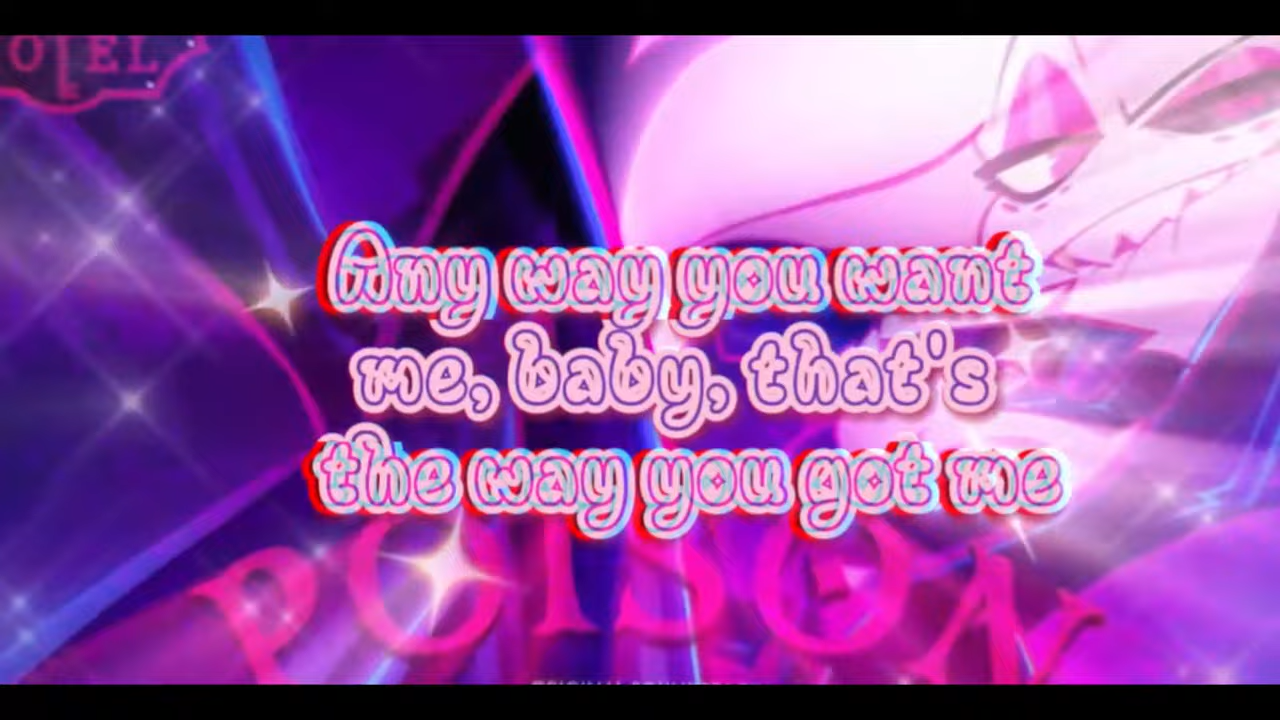 OTEL
Any way you want
me, baby, that's
the way you got me
POISON